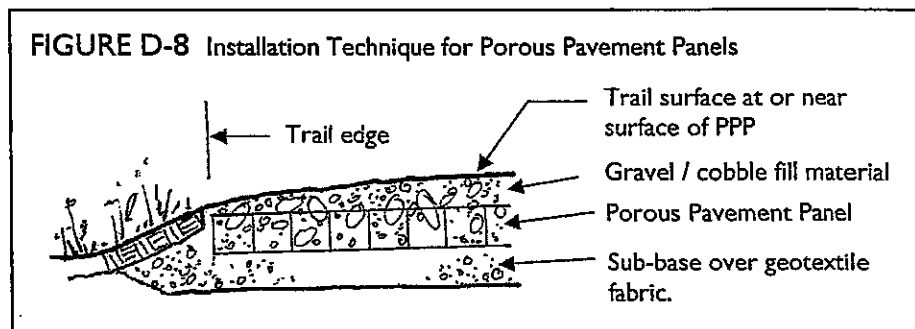 FIGURE D-8 Installation Technique for Porous Pavement Panels
Trail edge
Trail surface at or near
surface of PPP
Gravel / cobble fill material
Porous Pavement Panel
Sub-base over geotextile
fabric.